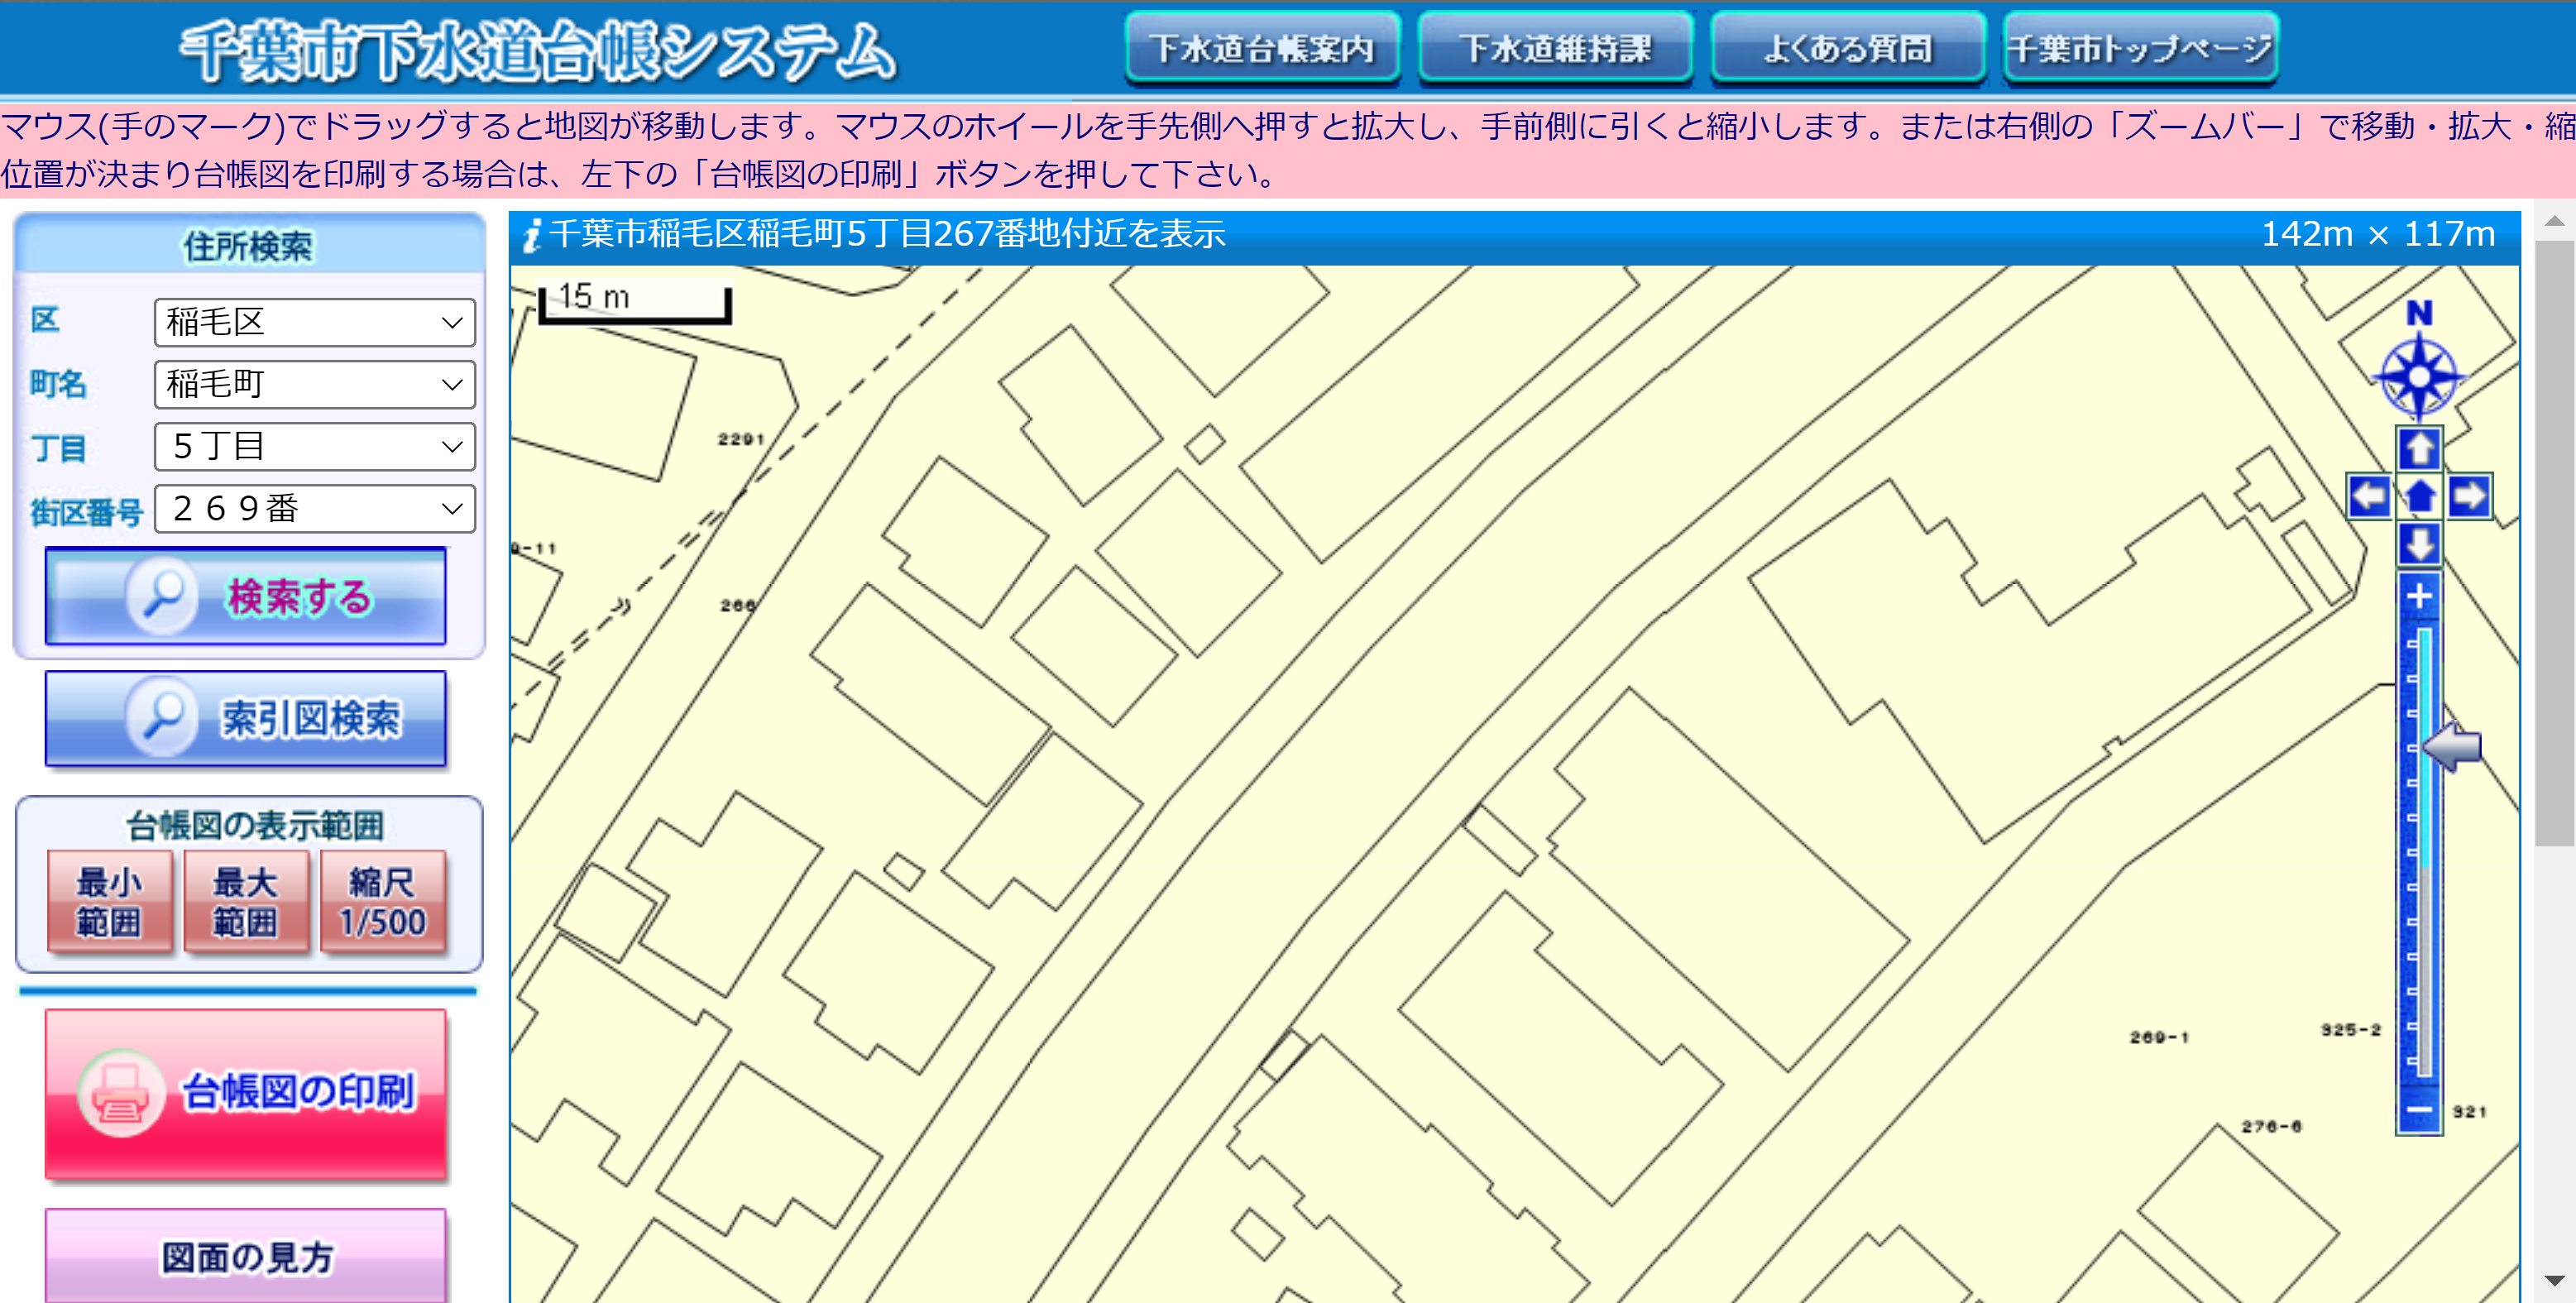 千葉市下水道台帳システム
下水道台帳案内
下水道維持課
よくある質問
千葉市トップページ
マウス(手のマーク)でドラッグすると地図が移動します。マウスのホイールを手先側へ押すと拡大し、手前側に引くと縮小します。または右側の「ズームバー」で移動・拡大・縮
位置が決まり台帳図を印刷する場合は、左下の「台帳図の印刷」ボタンを押して下さい。
住所検索
区 稲毛区
町名 稲毛町
丁目 5丁目
街区番号 269番
検索する
索引図検索
台帳図の表示範囲
最小
範囲
最大
範囲
縮尺
1/500
台帳図の印刷
図面の見方
i 千葉市稲毛区稲毛町5丁目267番地付近を表示
142m × 117m
15 m
N
2291
266
269-1
325-2
321
276-6